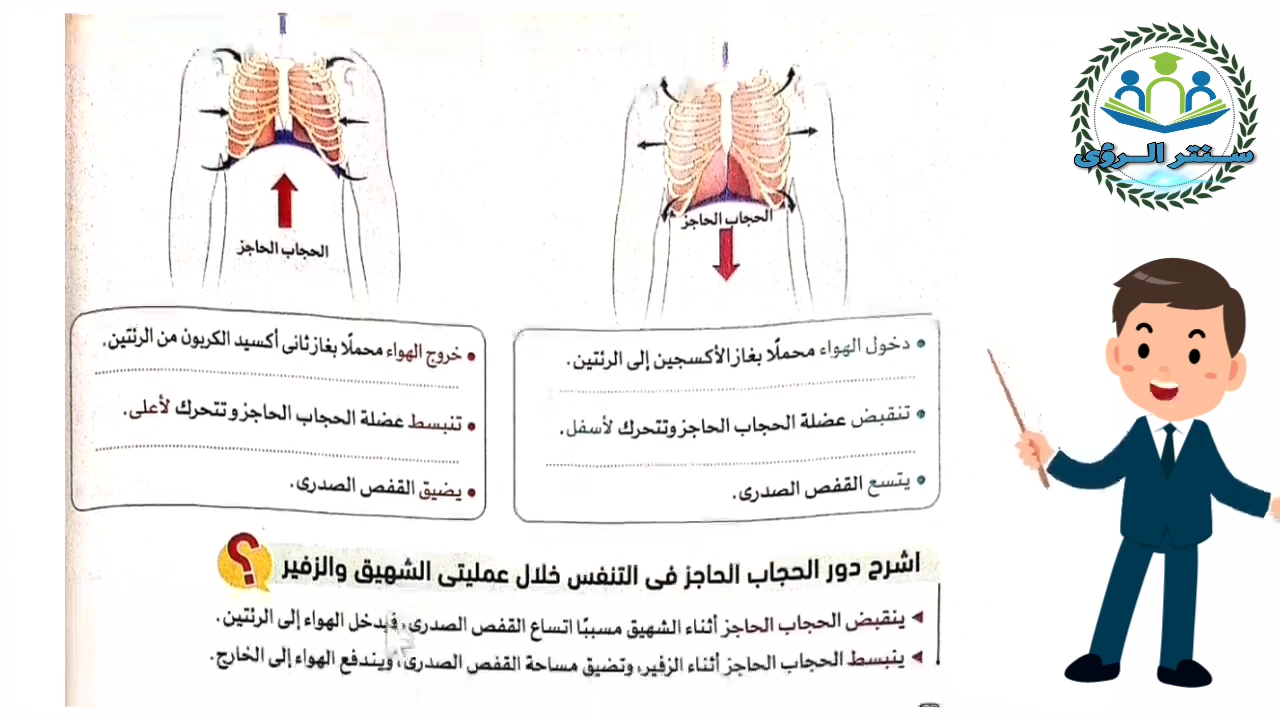 سنتر الرؤى
الحجاب الحاجز
الحجاب الحاجز
• دخول الهواء محملًا بغاز الأكسجين إلى الرئتين.
• تنقبض عضلة الحجاب الحاجز وتتحرك لأسفل.
• يتسع القفص الصدرى.
• خروج الهواء محملًا بغاز ثانى أكسيد الكربون من الرئتين.
• تنبسط عضلة الحجاب الحاجز وتتحرك لأعلى.
• يضيق القفص الصدرى.
اشرح دور الحجاب الحاجز فى التنفس خلال عمليتى الشهيق والزفير ؟
◄ ينقبض الحجاب الحاجز أثناء الشهيق مسببًا اتساع القفص الصدرى، فيدخل الهواء إلى الرئتين.
◄ ينبسط الحجاب الحاجز أثناء الزفير، وتضيق مساحة القفص الصدرى، ويندفع الهواء إلى الخارج.